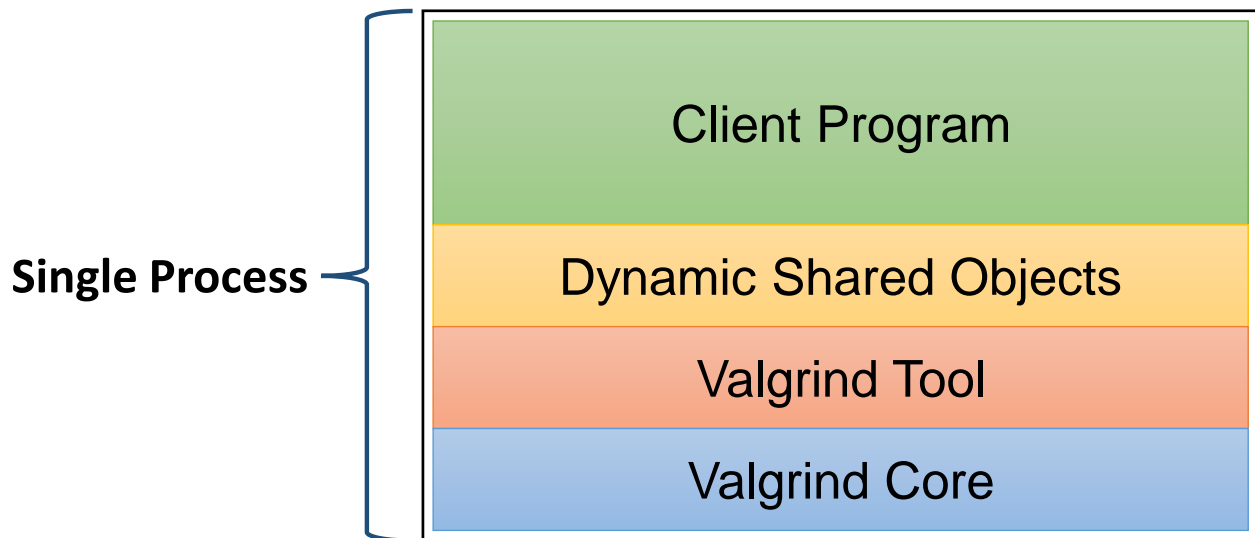 Client Program
Single Process
Dynamic Shared Objects
Valgrind Tool
Valgrind Core